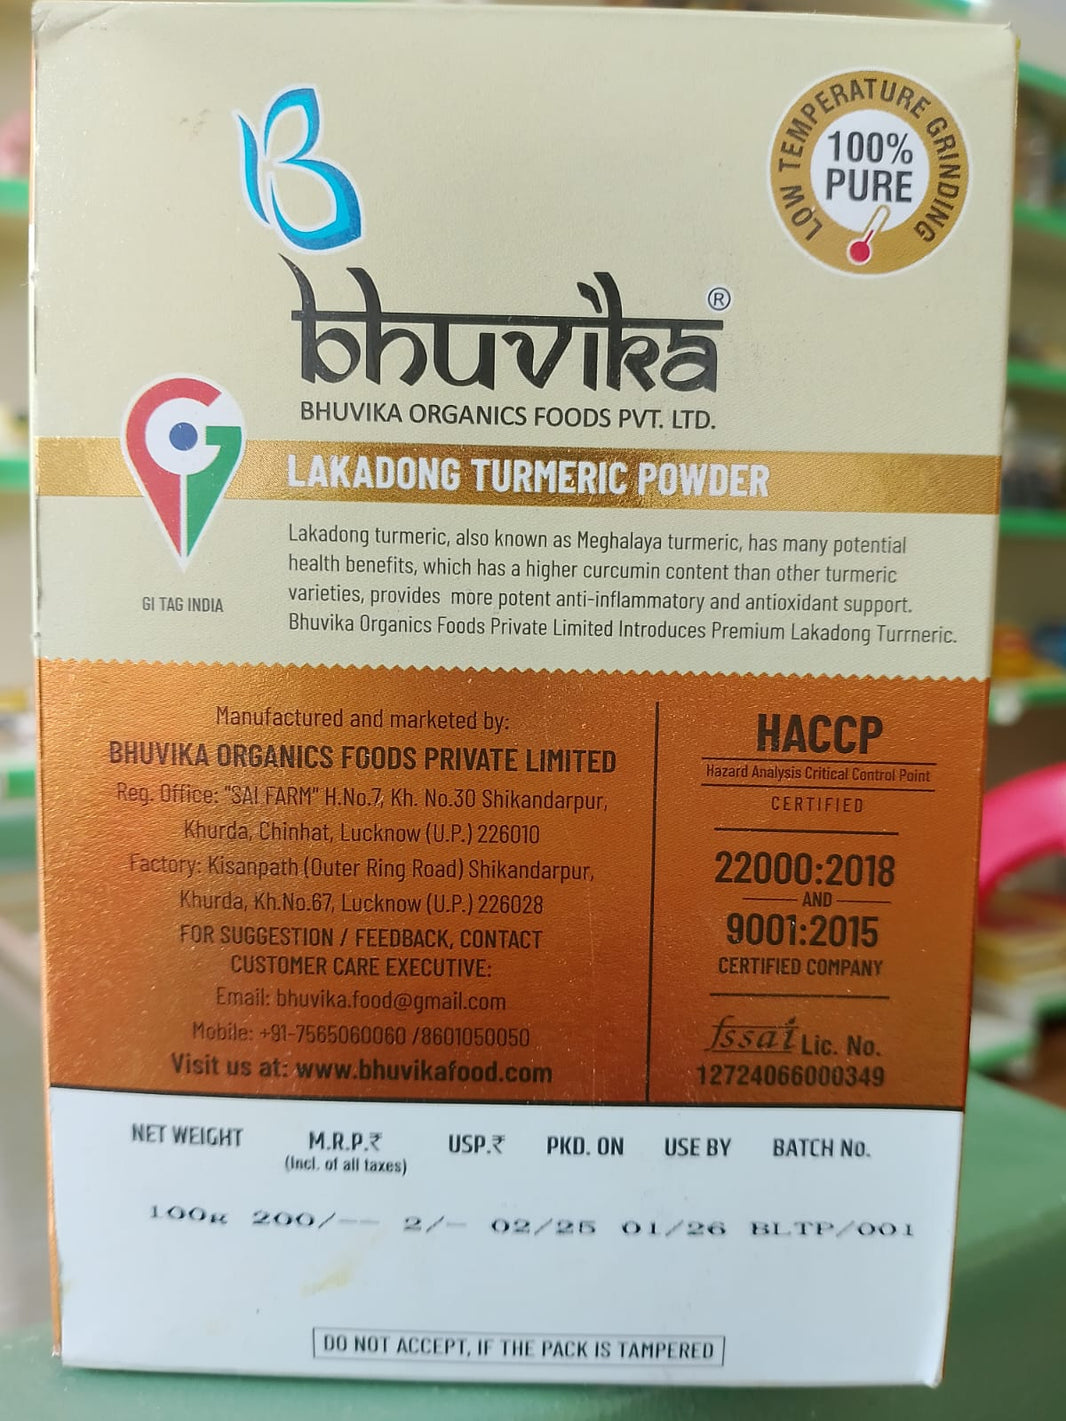 LOW TEMPERATURE GRINDING
100%
PURE
bhuvika®
BHUVIKA ORGANICS FOODS PVT. LTD.
LAKADONG TURMERIC POWDER
GI TAG INDIA
Lakadong turmeric, also known as Meghalaya turmeric, has many potential
health benefits, which has a higher curcumin content than other turmeric
varieties, provides more potent anti-inflammatory and antioxidant support.
Bhuvika Organics Foods Private Limited Introduces Premium Lakadong Turrneric.
Manufactured and marketed by:
BHUVIKA ORGANICS FOODS PRIVATE LIMITED
Reg. Office: "SAI FARM" H.No.7, Kh. No.30 Shikandarpur,
Khurda, Chinhat, Lucknow (U.P.) 226010
Factory: Kisanpath (Outer Ring Road) Shikandarpur,
Khurda, Kh.No.67, Lucknow (U.P.) 226028
FOR SUGGESTION / FEEDBACK, CONTACT
CUSTOMER CARE EXECUTIVE:
Email: bhuvika.food@gmail.com
Mobile: +91-7565060060 /8601050050
Visit us at: www.bhuvikafood.com
HACCP
Hazard Analysis Critical Control Point
CERTIFIED
22000:2018
AND
9001:2015
CERTIFIED COMPANY
fssai Lic. No.
12724066000349
NET WEIGHT M.R.P.₹ USP.₹ PKD. ON USE BY BATCH No.
(Incl. of all taxes)
100g 200/-- 2/- 02/25 01/26 BLTP/001
DO NOT ACCEPT, IF THE PACK IS TAMPERED